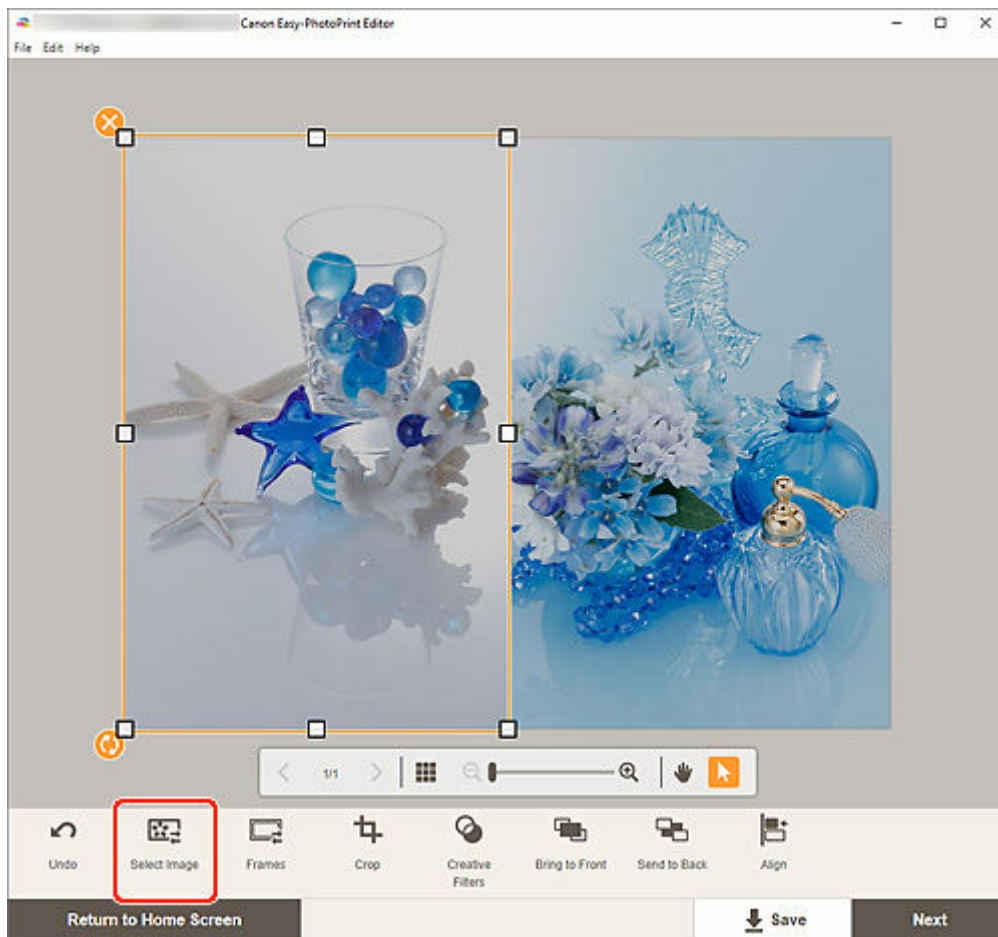 Canon Easy-PhotoPrint Editor
File Edit Help
1/1
Undo
Select Image
Frames
Crop
Creative
Filters
Bring to Front
Send to Back
Align
Return to Home Screen
Save
Next